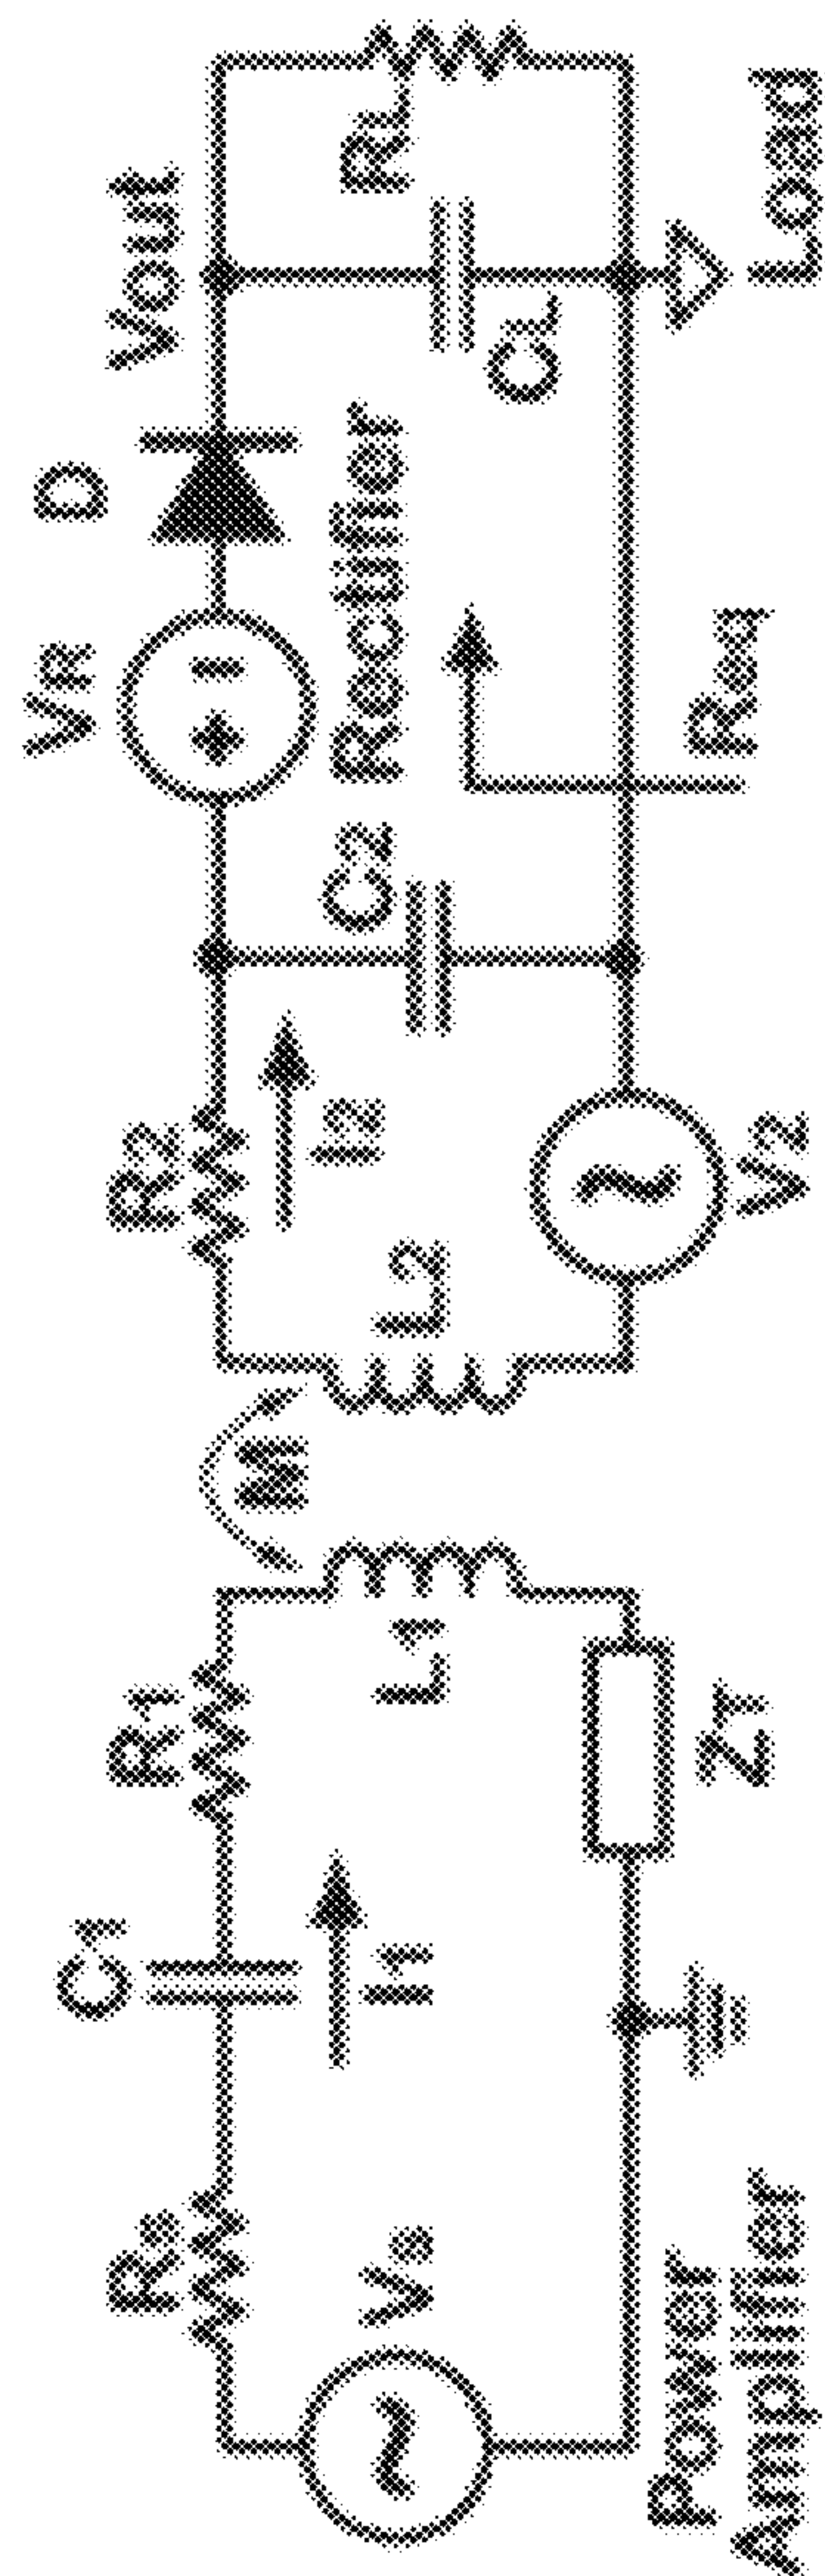 Rs
C1
R1
M
R2
VR
D
Vout
Vs
I1
L1
L2
I2
C2
Rectifier
CL
RL
Power
Amplifier
ZT
V2
Req
Load